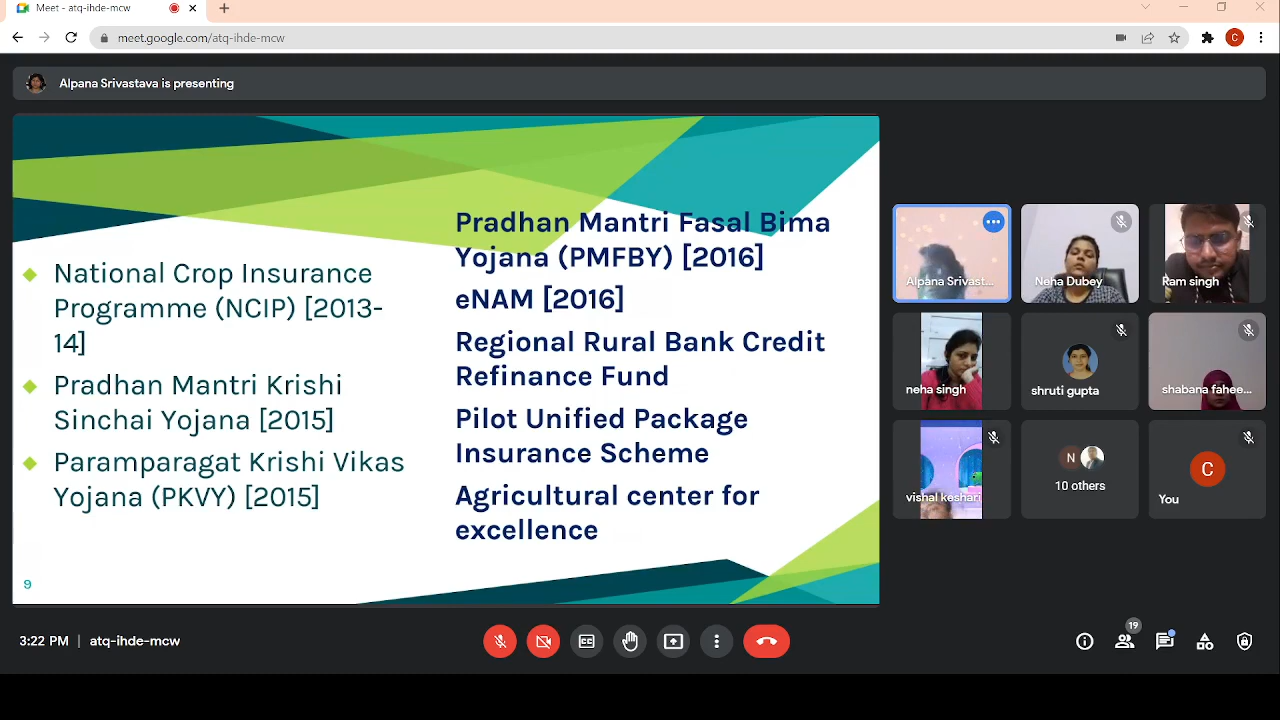 Meet - atq-ihde-mcw
meet.google.com/atq-ihde-mcw
C
Alpana Srivastava is presenting
National Crop Insurance
Programme (NCIP) [2013-
14]
Pradhan Mantri Krishi
Sinchai Yojana [2015]
Paramparagat Krishi Vikas
Yojana (PKVY) [2015]
Pradhan Mantri Fasal Bima
Yojana (PMFBY) [2016]
eNAM [2016]
Regional Rural Bank Credit
Refinance Fund
Pilot Unified Package
Insurance Scheme
Agricultural center for
excellence
9
Alpana Srivast...
Neha Dubey
Ram singh
neha singh
shruti gupta
shabana fahee...
vishal keshari
N
10 others
C
You
3:22 PM | atq-ihde-mcw
CC
19